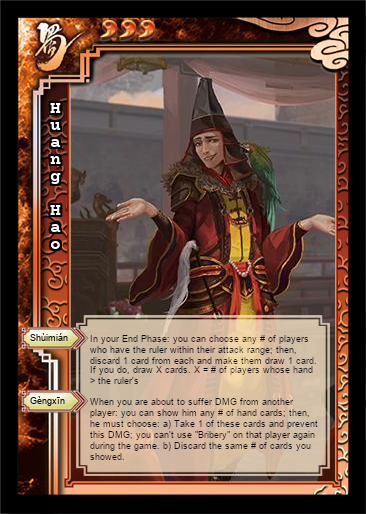 蜀
Huang Hao
Shùimián
In your End Phase: you can choose any # of players
who have the ruler within their attack range; then,
discard 1 card from each and make them draw 1 card.
If you do, draw X cards. X = # of players whose hand
> the ruler's
Gèngxīn
When you are about to suffer DMG from another
player: you can show him any # of hand cards; then,
he must choose: a) Take 1 of these cards and prevent
this DMG; you can't use "Bribery" on that player again
during the game. b) Discard the same # of cards you
showed.